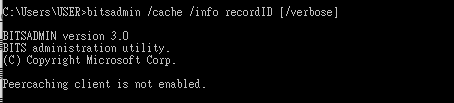 C:\Users\USER>bitsadmin /cache /info recordID [/verbose]
BITSADMIN version 3.0
BITS administration utility.
(C) Copyright Microsoft Corp.
Peercaching client is not enabled.